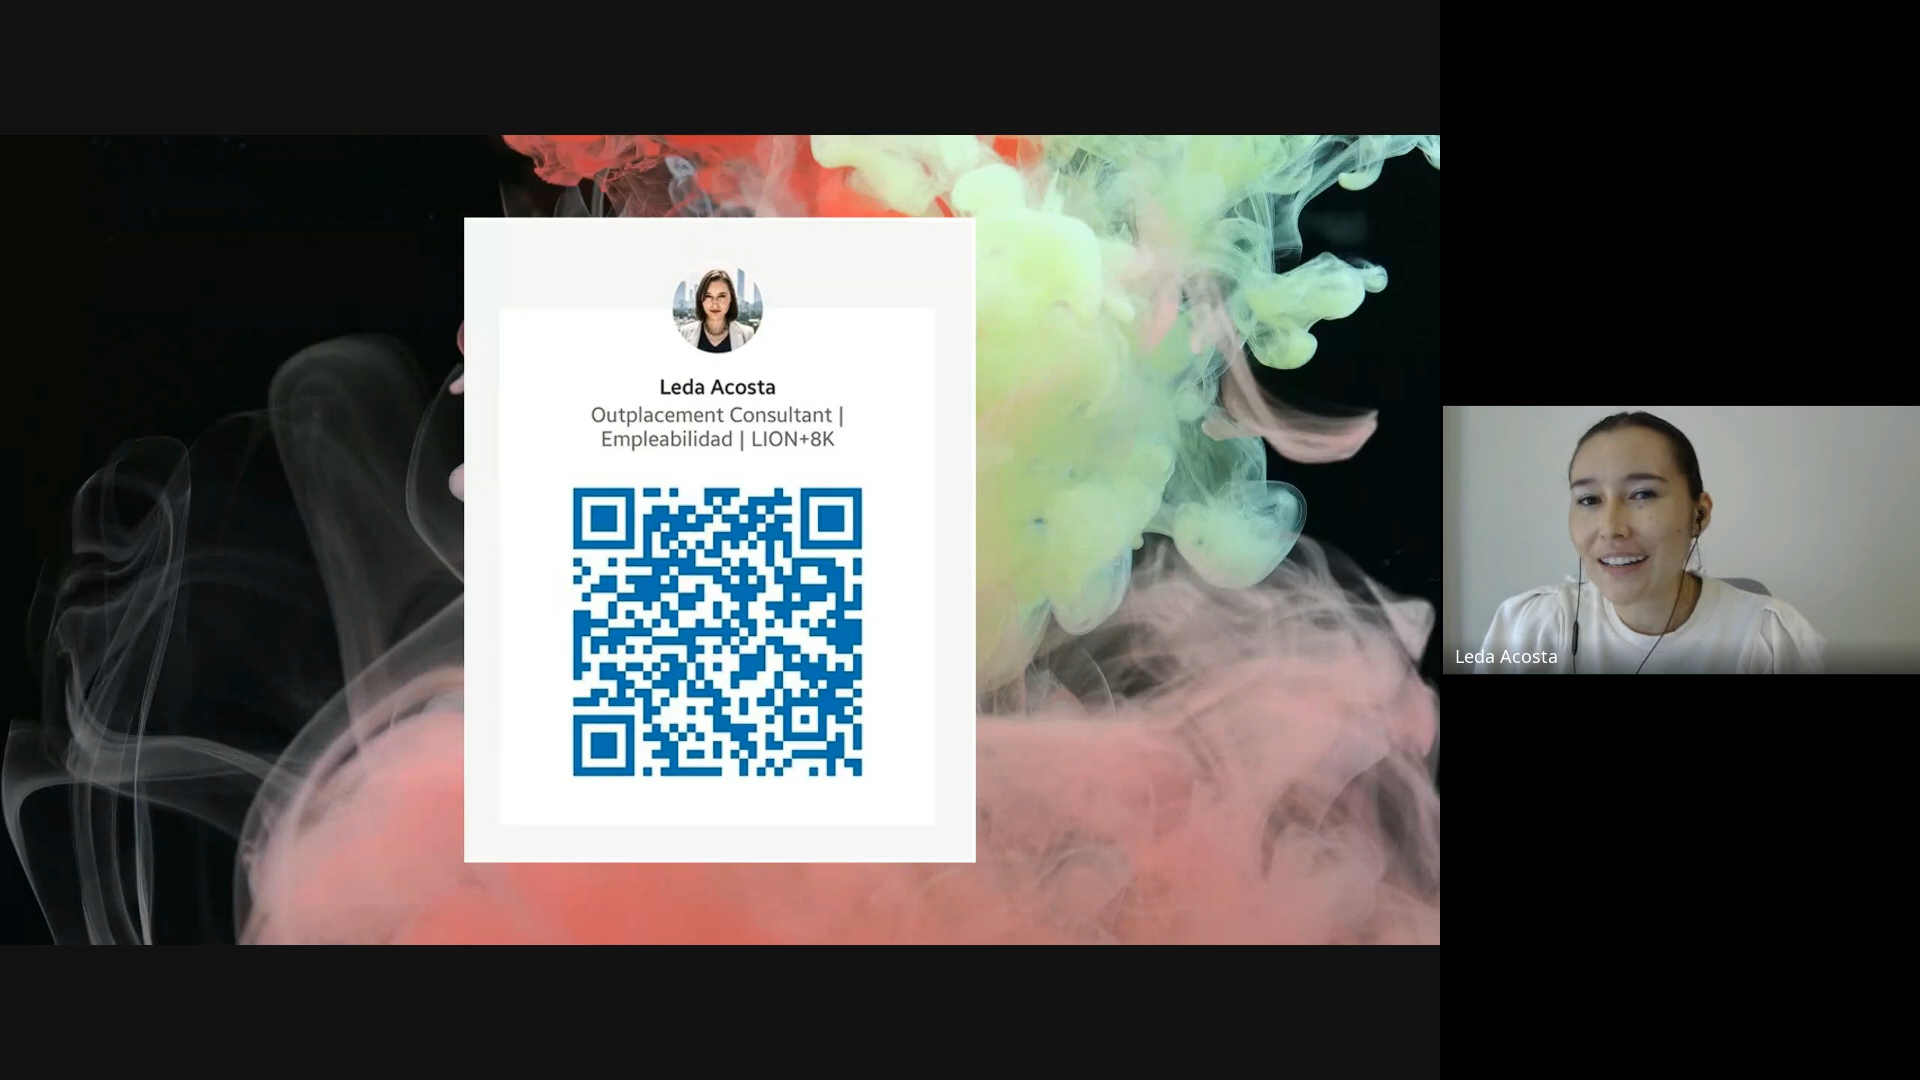 Leda Acosta
Outplacement Consultant |
Empleabilidad | LION+8K
Leda Acosta